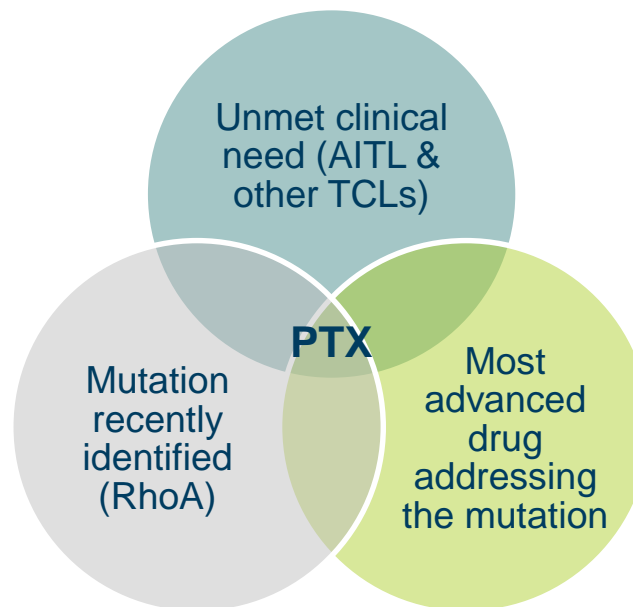 Unmet clinical
need (AITL &
other TCLs)
PTX
Mutation
recently
identified
(RhoA)
Most
advanced
drug
addressing
the mutation